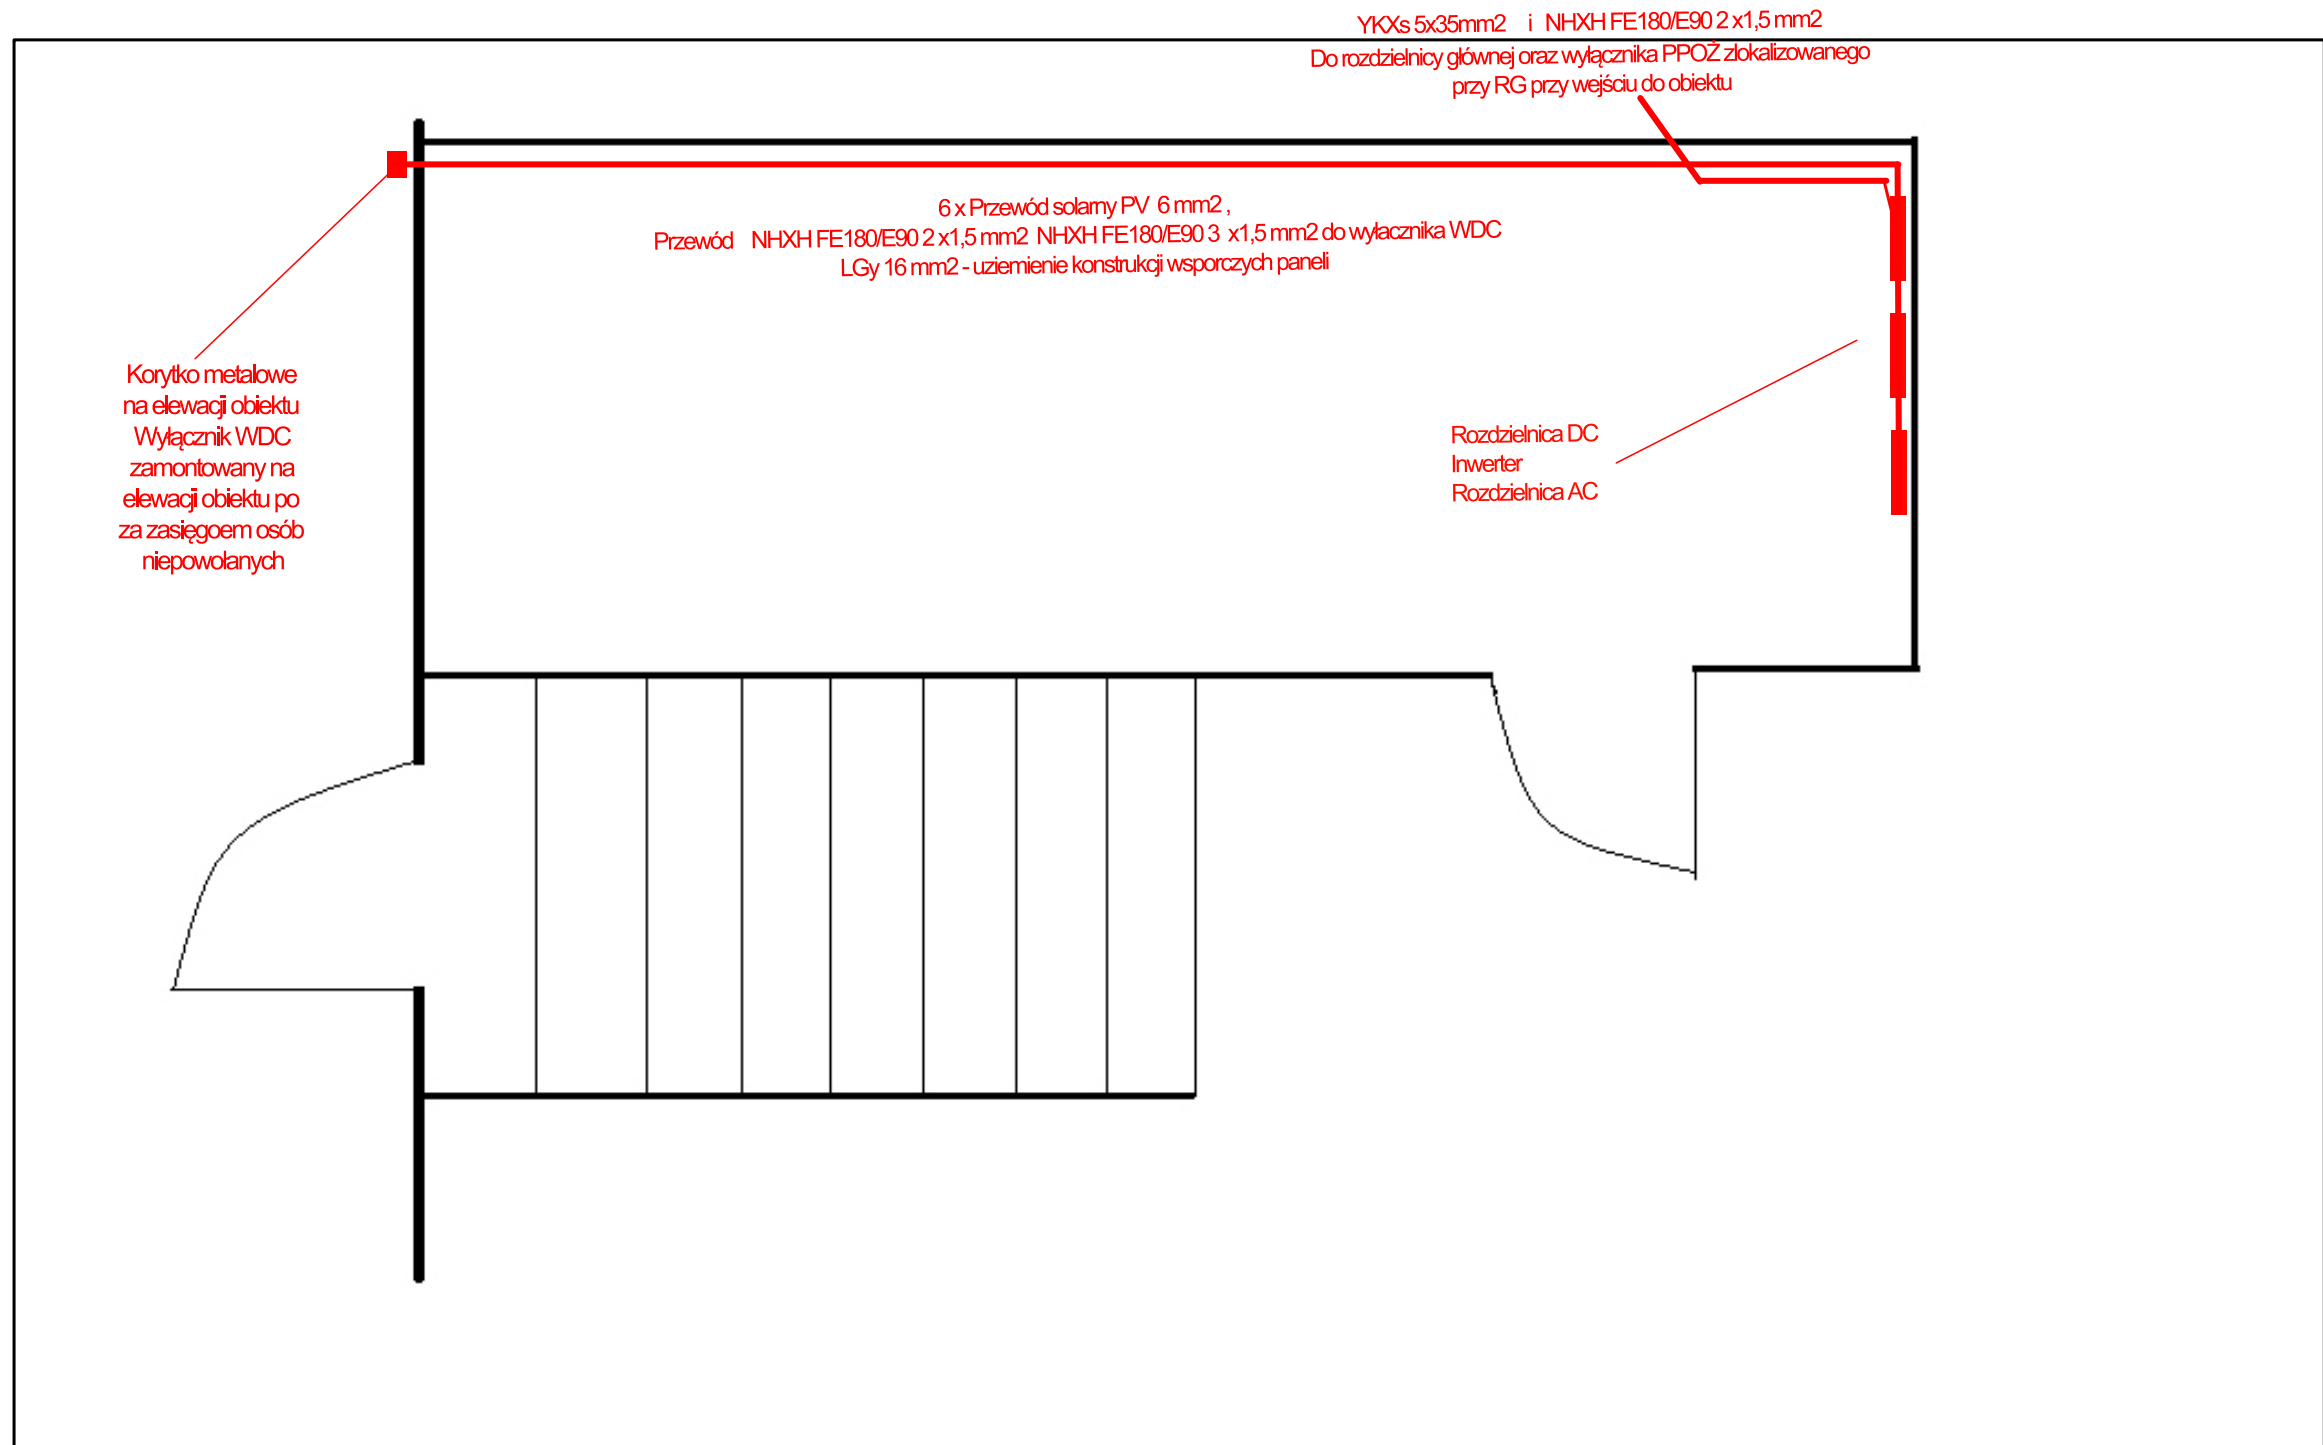 YKXs 5x35mm2 i NHXH FE180/E90 2 x1,5 mm2
Do rozdzielnicy głównej oraz wyłącznika PPOŻ zlokalizowanego
przy RG przy wejściu do obiektu
6 x Przewód solarny PV 6 mm2 ,
Przewód NHXH FE180/E90 2 x1,5 mm2 NHXH FE180/E90 3 x1,5 mm2 do wyłacznika WDC
LGy 16 mm2 - uziemienie konstrukcji wsporczych paneli
Korytko metalowe
na elewacji obiektu
Wyłącznik WDC
zamontowany na
elewacji obiektu po
za zasięgoem osób
niepowołanych
Rozdzielnica DC
Inwerter
Rozdzielnica AC